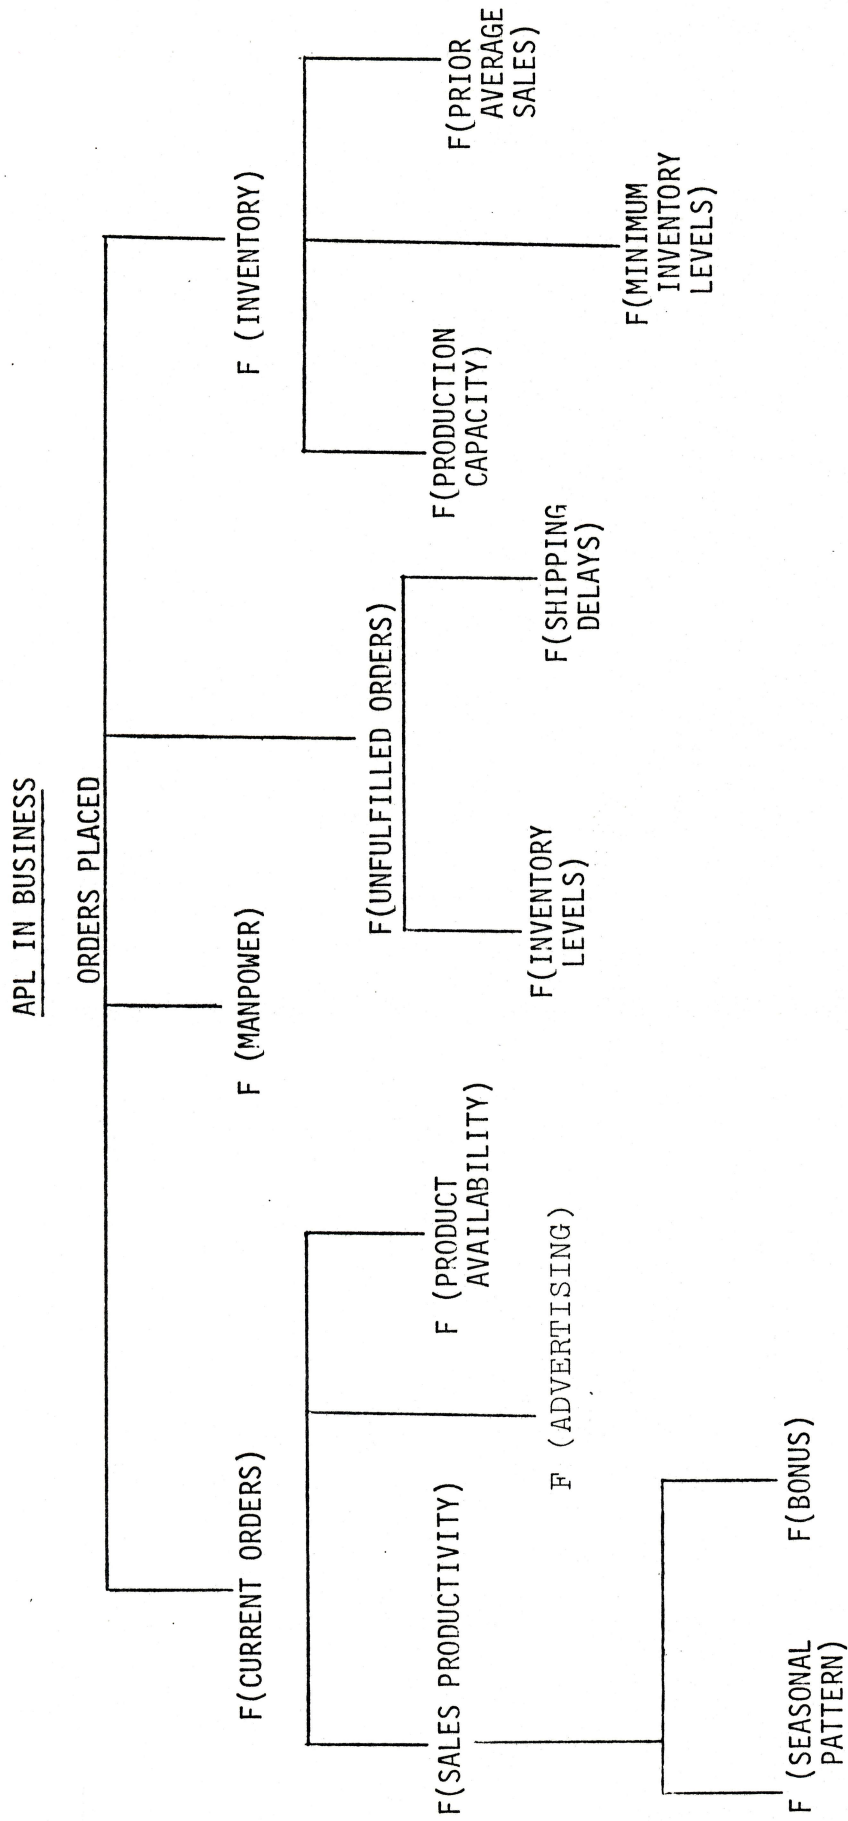 APL IN BUSINESS
ORDERS PLACED
F(CURRENT ORDERS)
F (MANPOWER)
F(UNFULFILLED ORDERS)
F (INVENTORY)
F(SALES PRODUCTIVITY)
F (ADVERTISING)
F (PRODUCT
AVAILABILITY)
F(INVENTORY
LEVELS)
F(SHIPPING
DELAYS)
F(PRODUCTION
CAPACITY)
F(MINIMUM
INVENTORY
LEVELS)
F(PRIOR
AVERAGE
SALES)
F (SEASONAL
PATTERN)
F(BONUS)